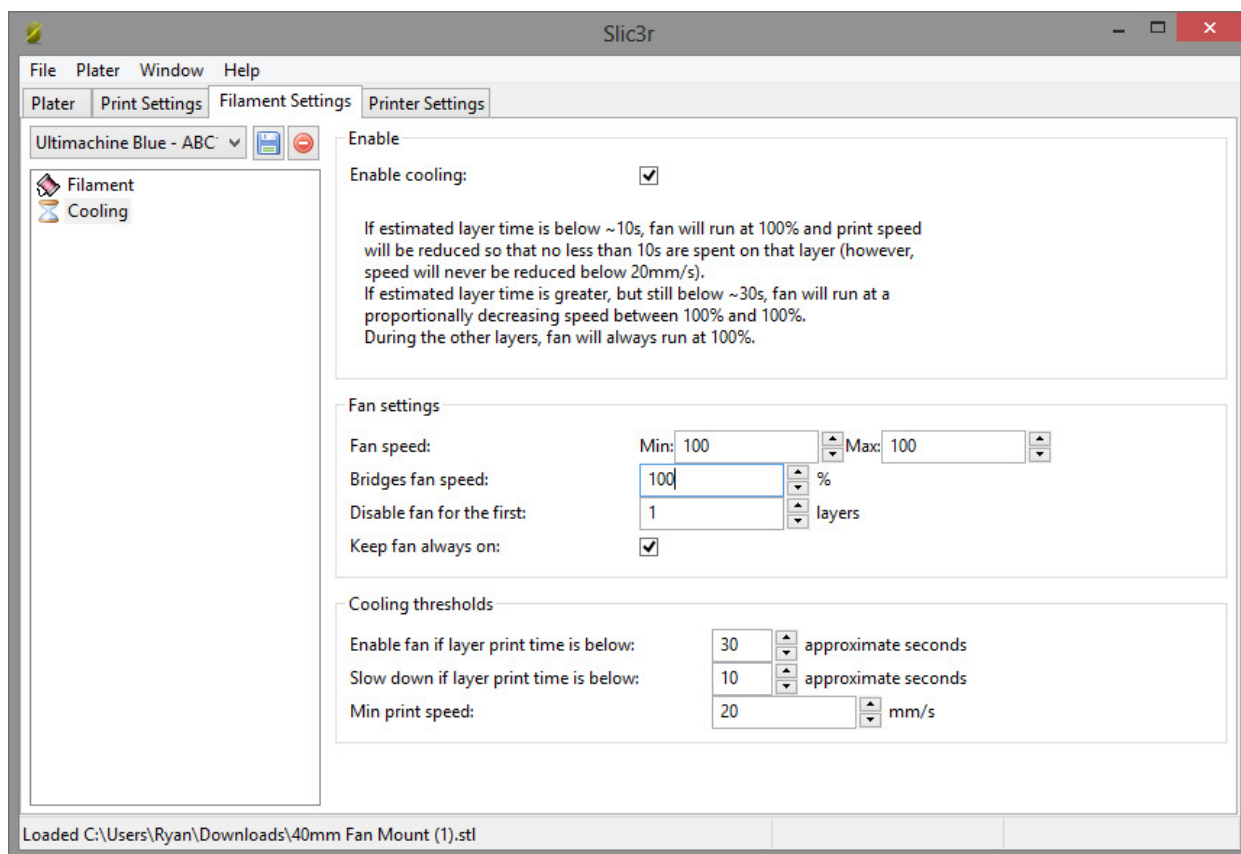 Slic3r
File Plater Window Help
Plater Print Settings Filament Settings Printer Settings
Ultimachine Blue - ABC
Filament
Cooling
Enable
Enable cooling:
If estimated layer time is below ~10s, fan will run at 100% and print speed
will be reduced so that no less than 10s are spent on that layer (however,
speed will never be reduced below 20mm/s).
If estimated layer time is greater, but still below ~30s, fan will run at a
proportionally decreasing speed between 100% and 100%.
During the other layers, fan will always run at 100%.
Fan settings
Fan speed: Min: 100 Max: 100
Bridges fan speed: 100 %
Disable fan for the first: 1 layers
Keep fan always on:
Cooling thresholds
Enable fan if layer print time is below: 30 approximate seconds
Slow down if layer print time is below: 10 approximate seconds
Min print speed: 20 mm/s
Loaded C:\Users\Ryan\Downloads\40mm Fan Mount (1).stl